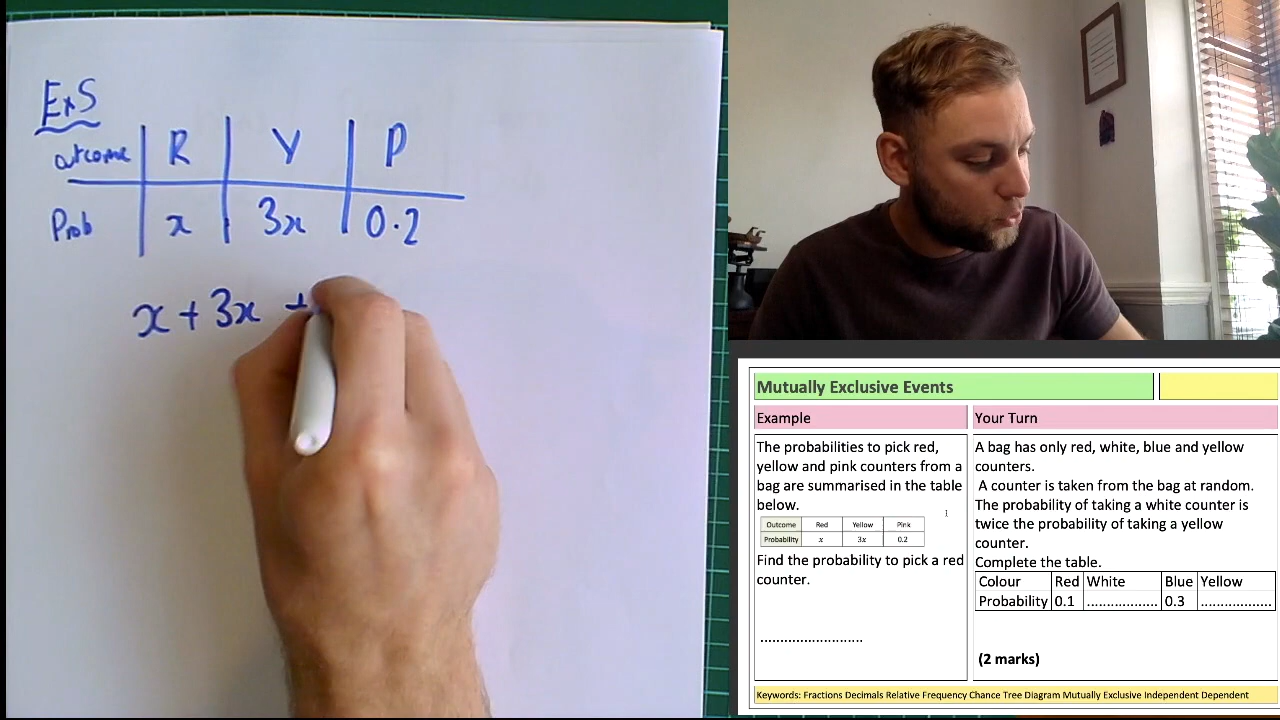 ExS
outcome R Y P
Prob x 3x 0.2
x + 3x +
Mutually Exclusive Events
Example
The probabilities to pick red,
yellow and pink counters from a
bag are summarised in the table
below.
Outcome Red Yellow Pink
Probability x 3x 0.2
Find the probability to pick a red
counter.
..........................
Your Turn
A bag has only red, white, blue and yellow
counters.
A counter is taken from the bag at random.
The probability of taking a white counter is
twice the probability of taking a yellow
counter.
Complete the table.
Colour Red White Blue Yellow
Probability 0.1 .................. 0.3 ..................
(2 marks)
Keywords: Fractions Decimals Relative Frequency Chance Tree Diagram Mutually Exclusive Independent Dependent